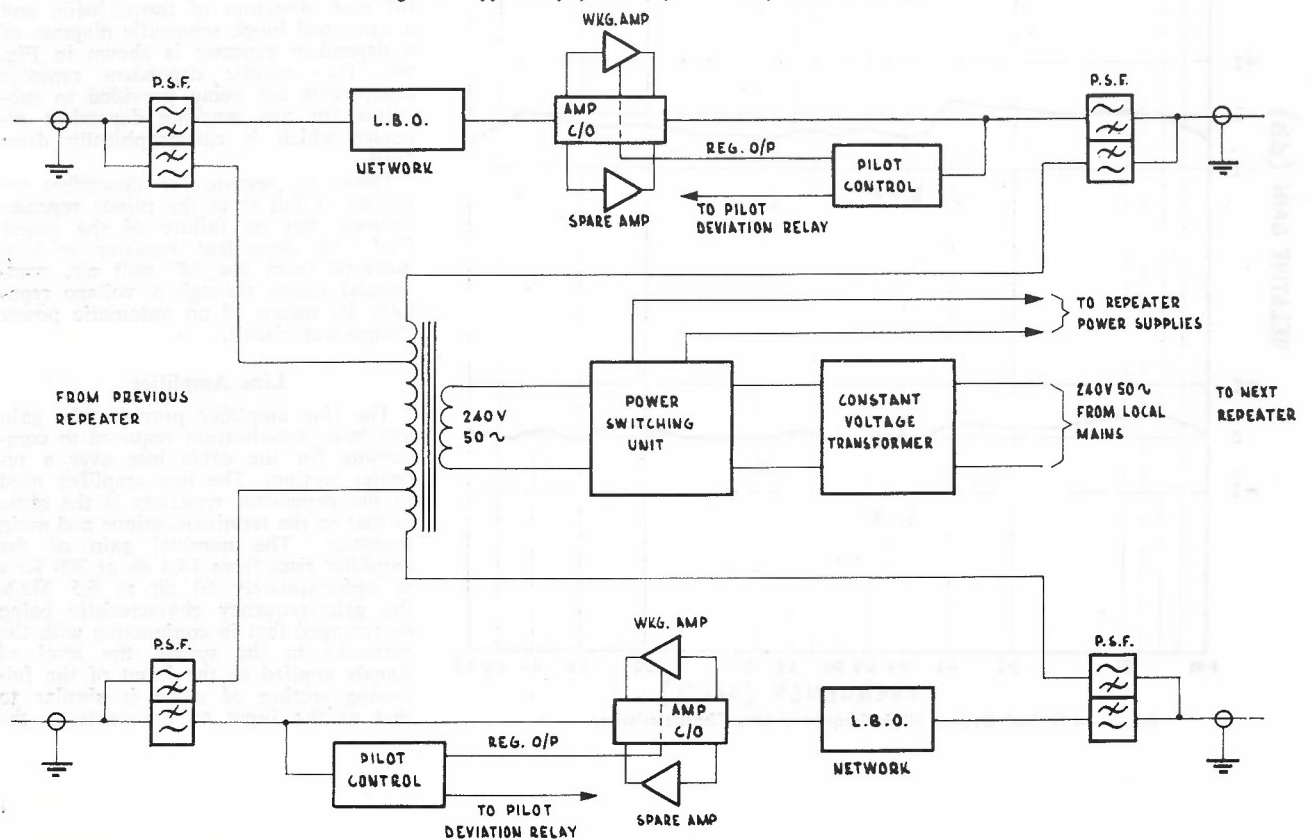 WKG. AMP
P.S.F.
P.S.F.
L.B.O.
AMP
C/O
NETWORK
REG. O/P
PILOT
CONTROL
SPARE AMP
TO PILOT
DEVIATION RELAY
TO REPEATER
POWER SUPPLIES
FROM PREVIOUS
REPEATER
240V
50~
POWER
SWITCHING
UNIT
CONSTANT
VOLTAGE
TRANSFORMER
240V 50~
FROM LOCAL
MAINS
TO NEXT
REPEATER
WKG. AMP
P.S.F.
P.S.F.
AMP
C/O
L.B.O.
REG. O/P
NETWORK
PILOT
CONTROL
TO PILOT
DEVIATION RELAY
SPARE AMP